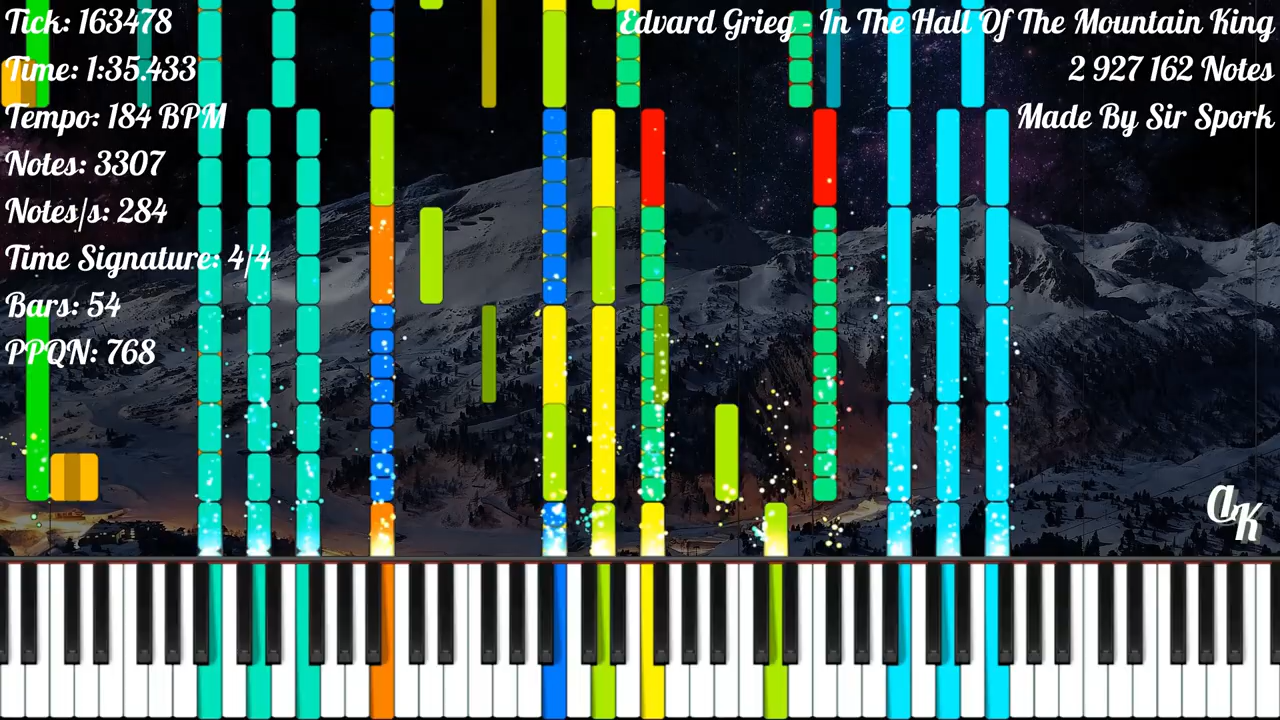 Tick: 163478
Time: 1:35.433
Tempo: 184 BPM
Notes: 3307
Notes/s: 284
Time Signature: 4/4
Bars: 54
PPQN: 768
Edvard Grieg - In The Hall Of The Mountain King
2 927 162 Notes
Made By Sir Spork
aK